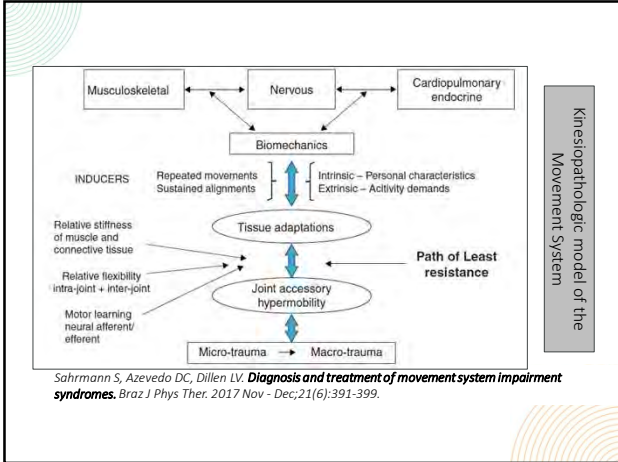 Musculoskeletal
Nervous
Cardiopulmonary
endocrine
Biomechanics
INDUCERS
Repeated movements
Sustained alignments
Intrinsic – Personal characteristics
Extrinsic – Acitivity demands
Tissue adaptations
Relative stiffness
of muscle and
connective tissue
Relative flexibility
intra-joint + inter-joint
Motor learning
neural afferent/
efferent
Path of Least
resistance
Joint accessory
hypermobility
Micro-trauma
Macro-trauma
Kinesiopathologic model of the
Movement System
Sahrmann S, Azevedo DC, Dillen LV. Diagnosis and treatment of movement system impairment
syndromes. Braz J Phys Ther. 2017 Nov - Dec;21(6):391-399.